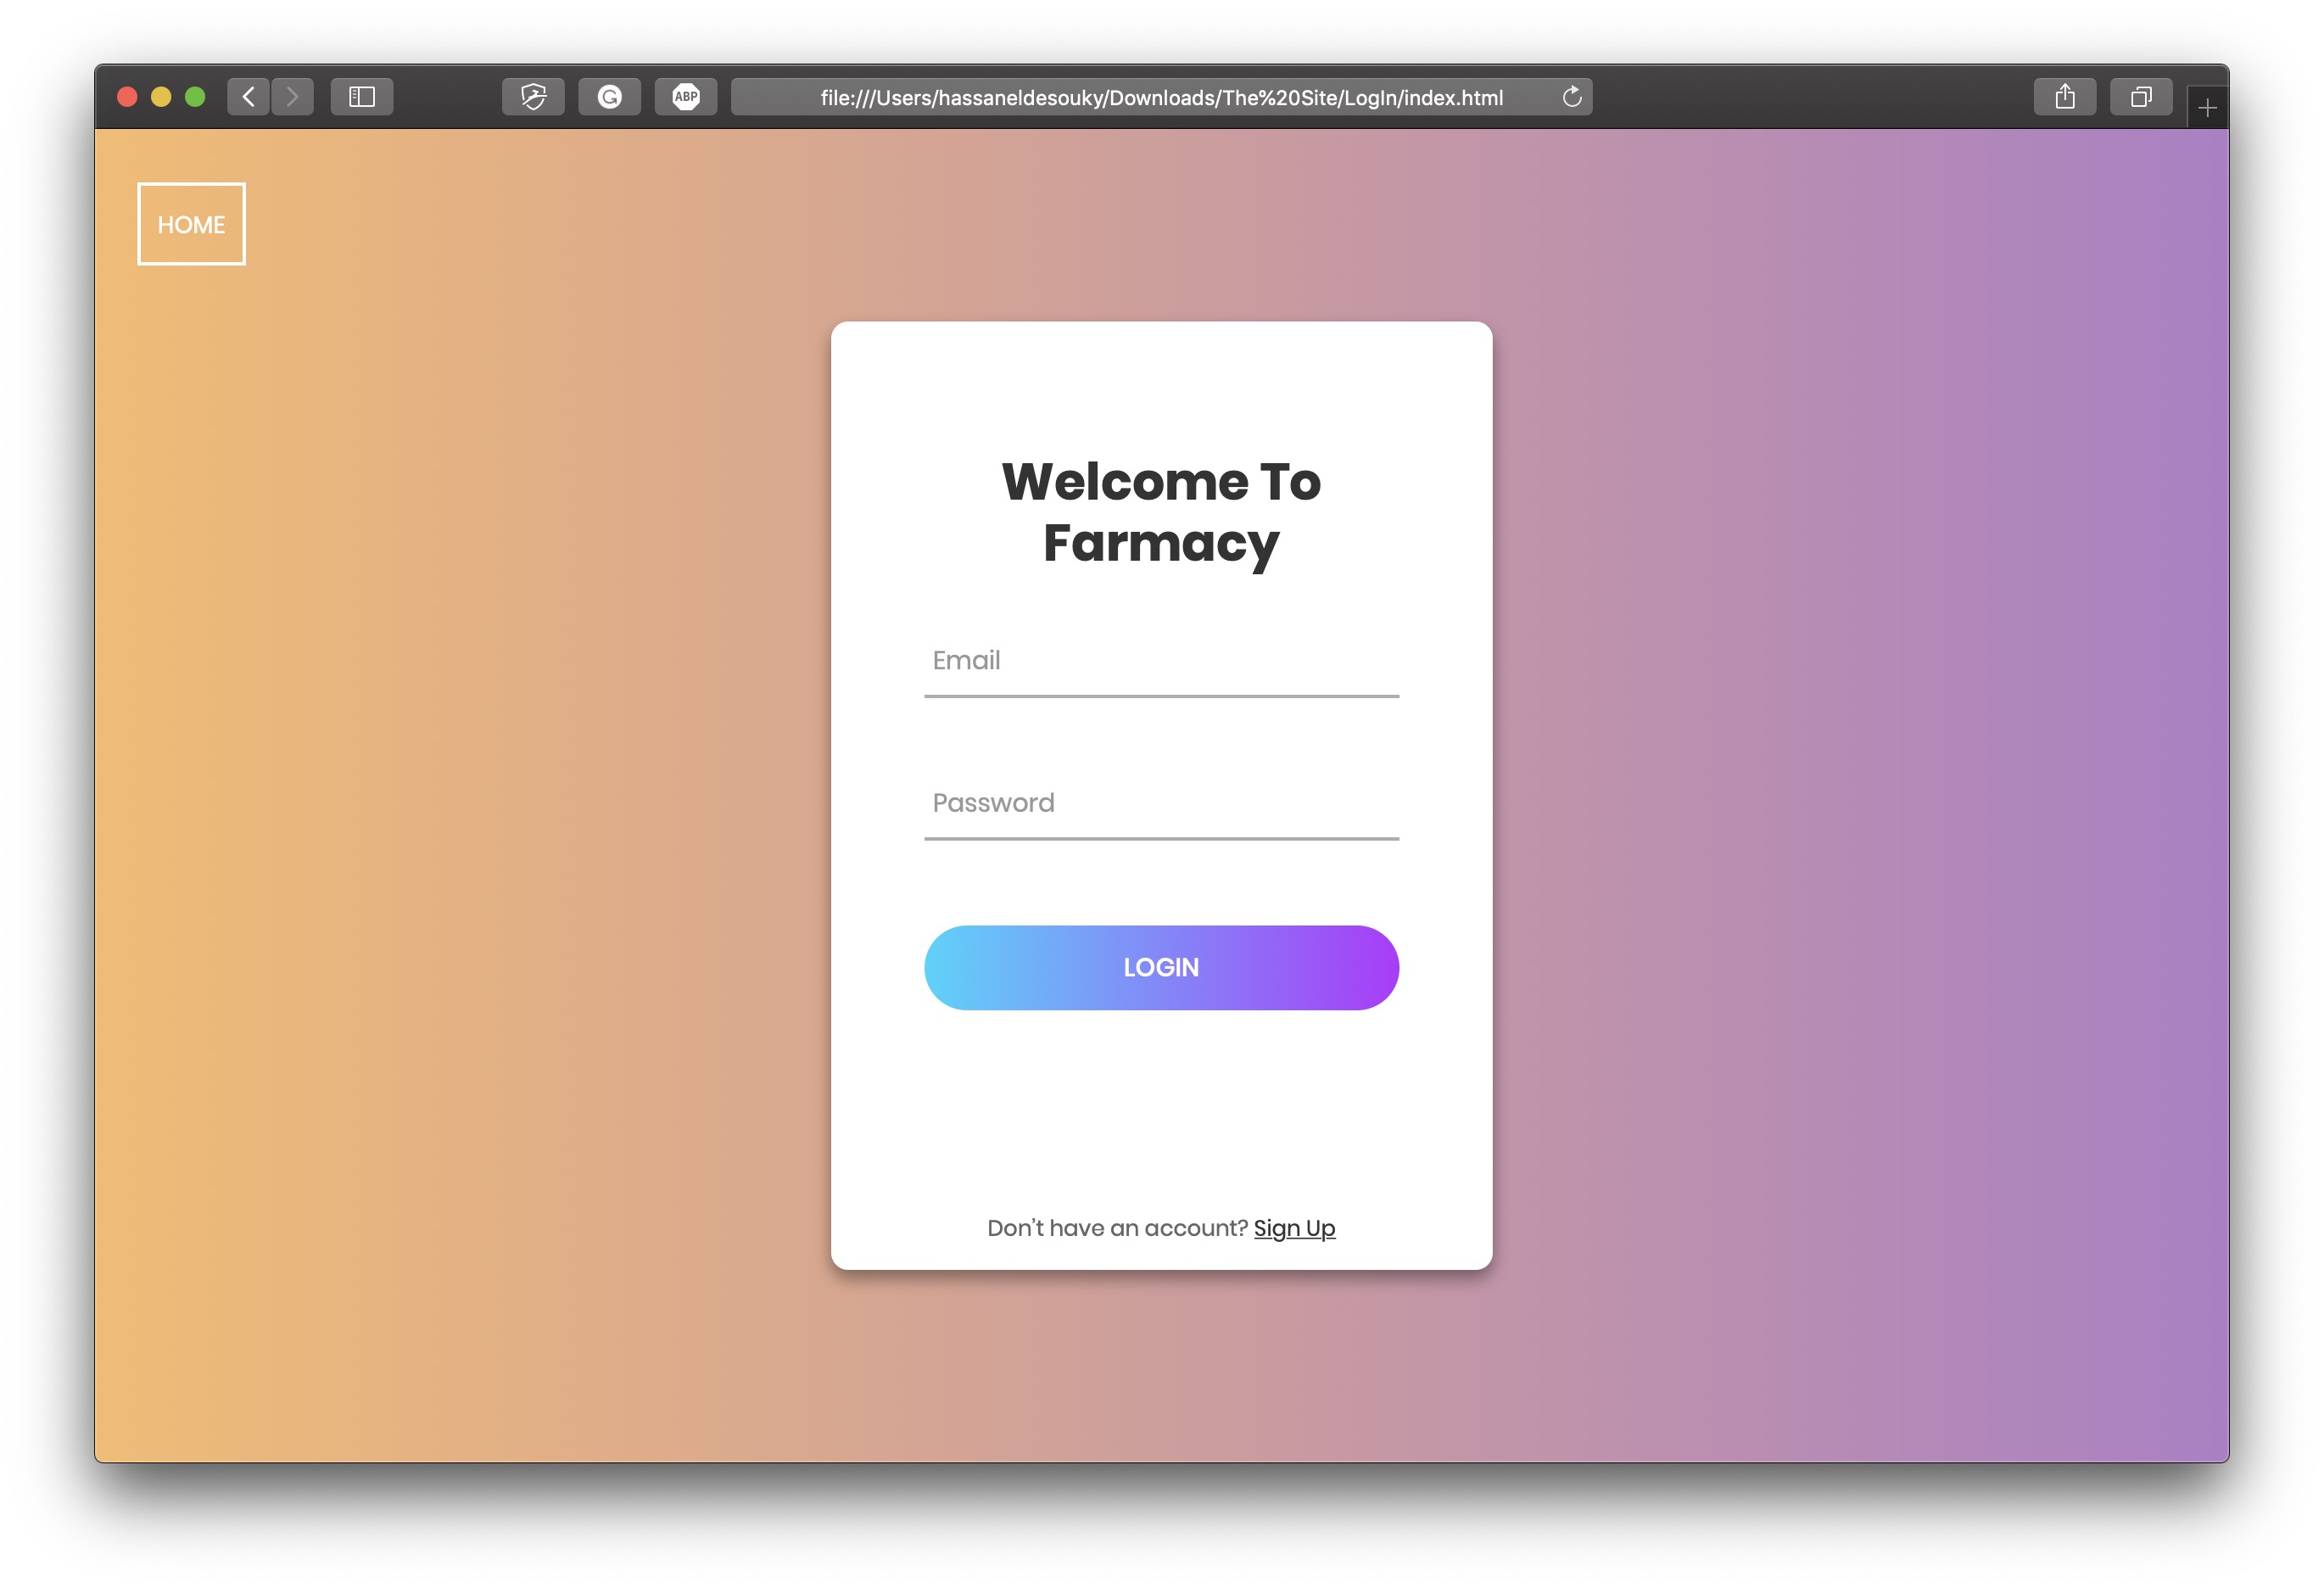 ABP
file:///Users/hassaneldesouky/Downloads/The%20Site/LogIn/index.html
HOME
Welcome To
Farmacy
Email
Password
LOGIN
Don’t have an account? Sign Up